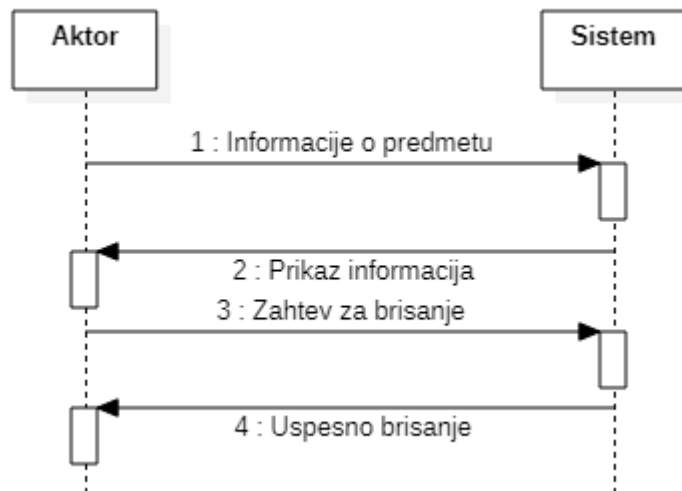 Aktor
Sistem
1 : Informacije o predmetu
2 : Prikaz informacija
3 : Zahtev za brisanje
4 : Uspesno brisanje